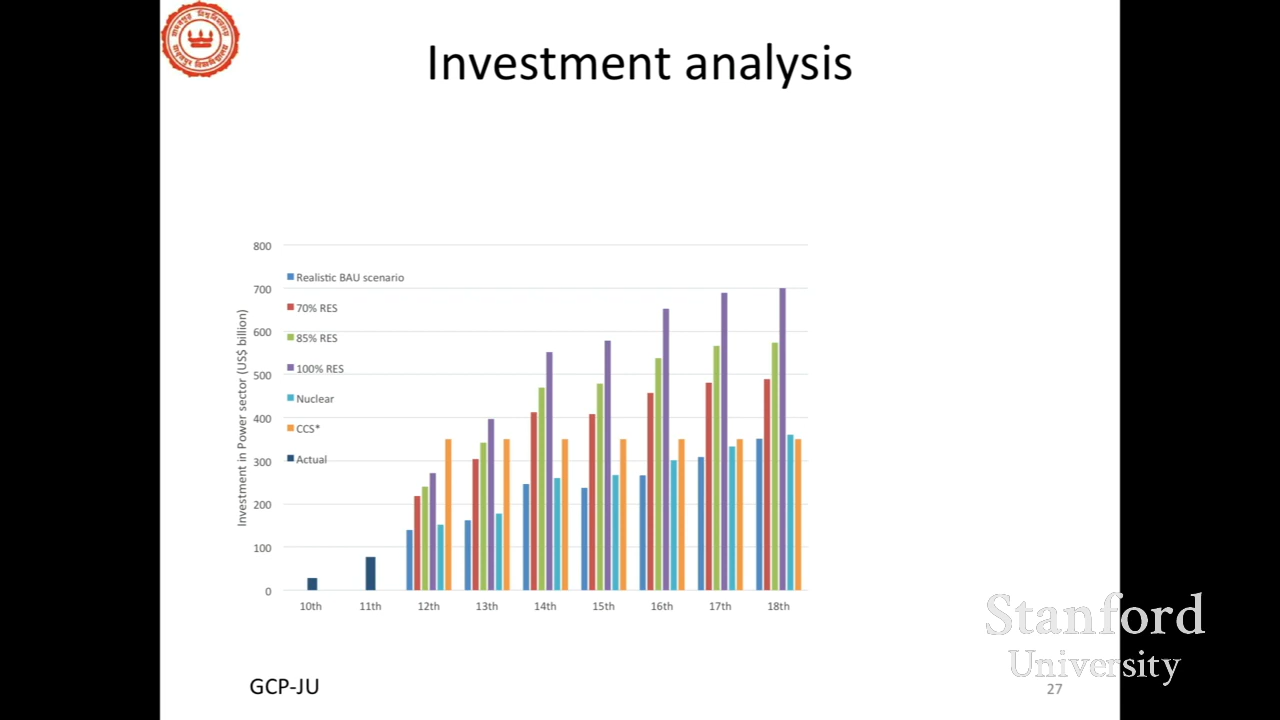 Investment analysis
800
700
600
500
400
300
200
100
0
Investment in Power sector (US$ billion)
Realistic BAU scenario
70% RES
85% RES
100% RES
Nuclear
CCS*
Actual
10th 11th 12th 13th 14th 15th 16th 17th 18th
GCP-JU
27
Stanford
University